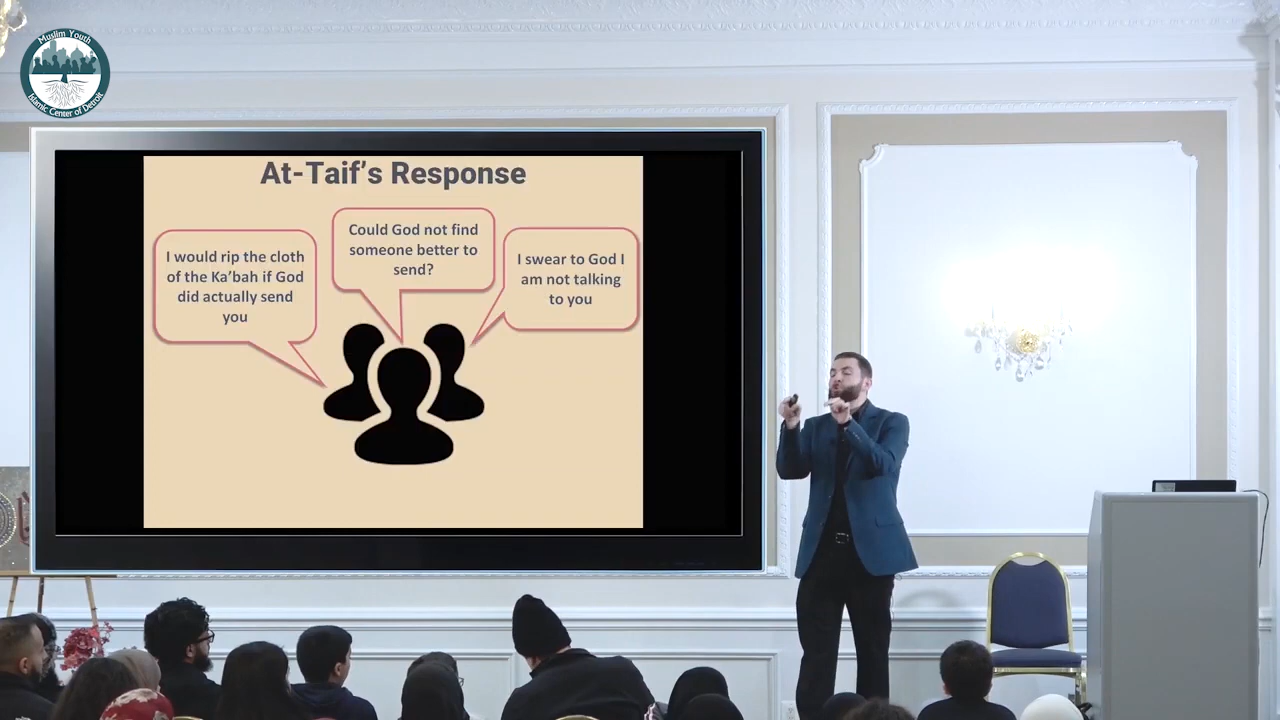 Muslim Youth
Islamic Center of Detroit
At-Taif's Response
Could God not find
someone better to
send?
I would rip the cloth
of the Ka'bah if God
did actually send
you
I swear to God I
am not talking
to you